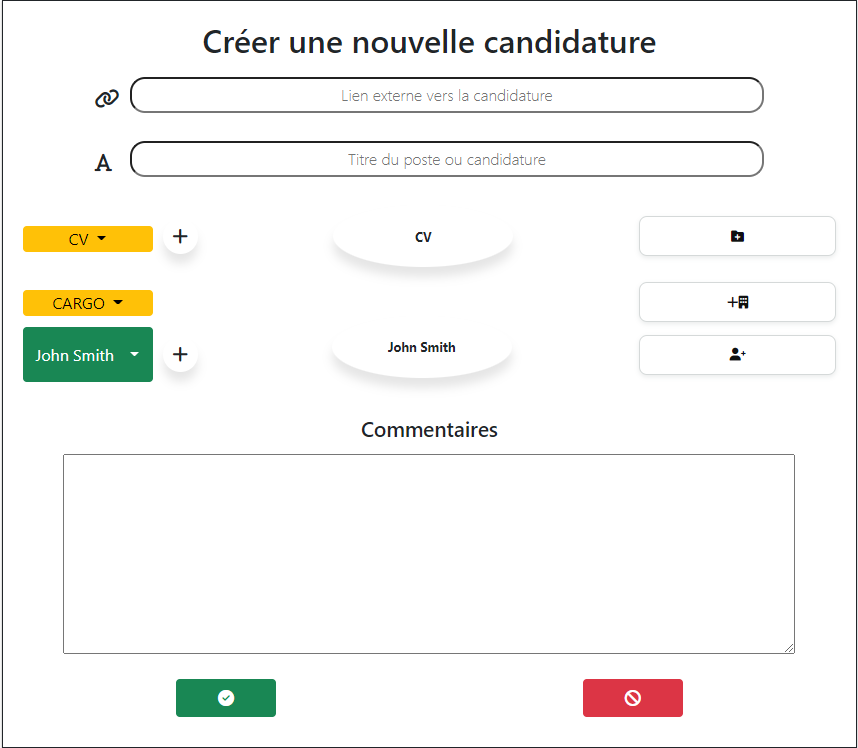 Créer une nouvelle candidature
Lien externe vers la candidature
Titre du poste ou candidature
CV
CV
CARGO
John Smith
John Smith
Commentaires